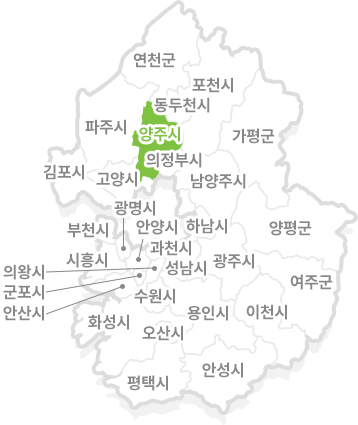 연천군
포천시
동두천시
파주시
양주시
가평군
의정부시
김포시
고양시
남양주시
광명시
부천시
안양시
하남시
양평군
과천시
시흥시
성남시
광주시
의왕시
여주군
군포시
수원시
안산시
용인시
이천시
화성시
오산시
안성시
평택시